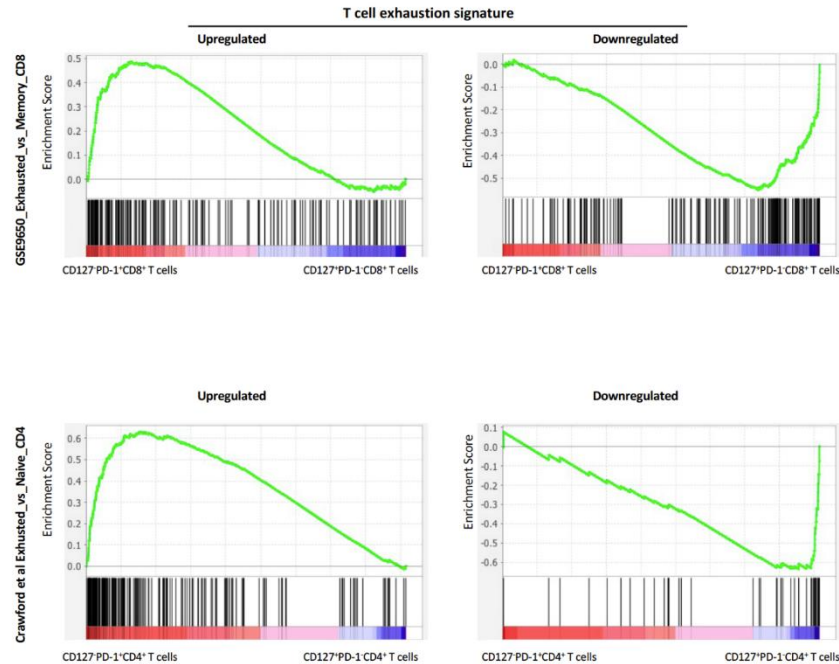 T cell exhaustion signature
Upregulated
Downregulated
GSE9650_Exhausted_vs_Memory_CD8
Enrichment Score
0.5
0.4
0.3
0.2
0.1
0.0
CD127⁻PD-1⁺CD8⁺ T cells
CD127⁺PD-1⁻CD8⁺ T cells
Enrichment Score
0.0
-0.1
-0.2
-0.3
-0.4
-0.5
CD127⁻PD-1⁺CD8⁺ T cells
CD127⁺PD-1⁻CD8⁺ T cells
Upregulated
Downregulated
Crawford et al Exhusted_vs_Naive_CD4
Enrichment Score
0.6
0.5
0.4
0.3
0.2
0.1
0.0
CD127⁻PD-1⁺CD4⁺ T cells
CD127⁺PD-1⁻CD4⁺ T cells
Enrichment Score
0.1
0.0
-0.1
-0.2
-0.3
-0.4
-0.5
-0.6
CD127⁻PD-1⁺CD4⁺ T cells
CD127⁺PD-1⁻CD4⁺ T cells